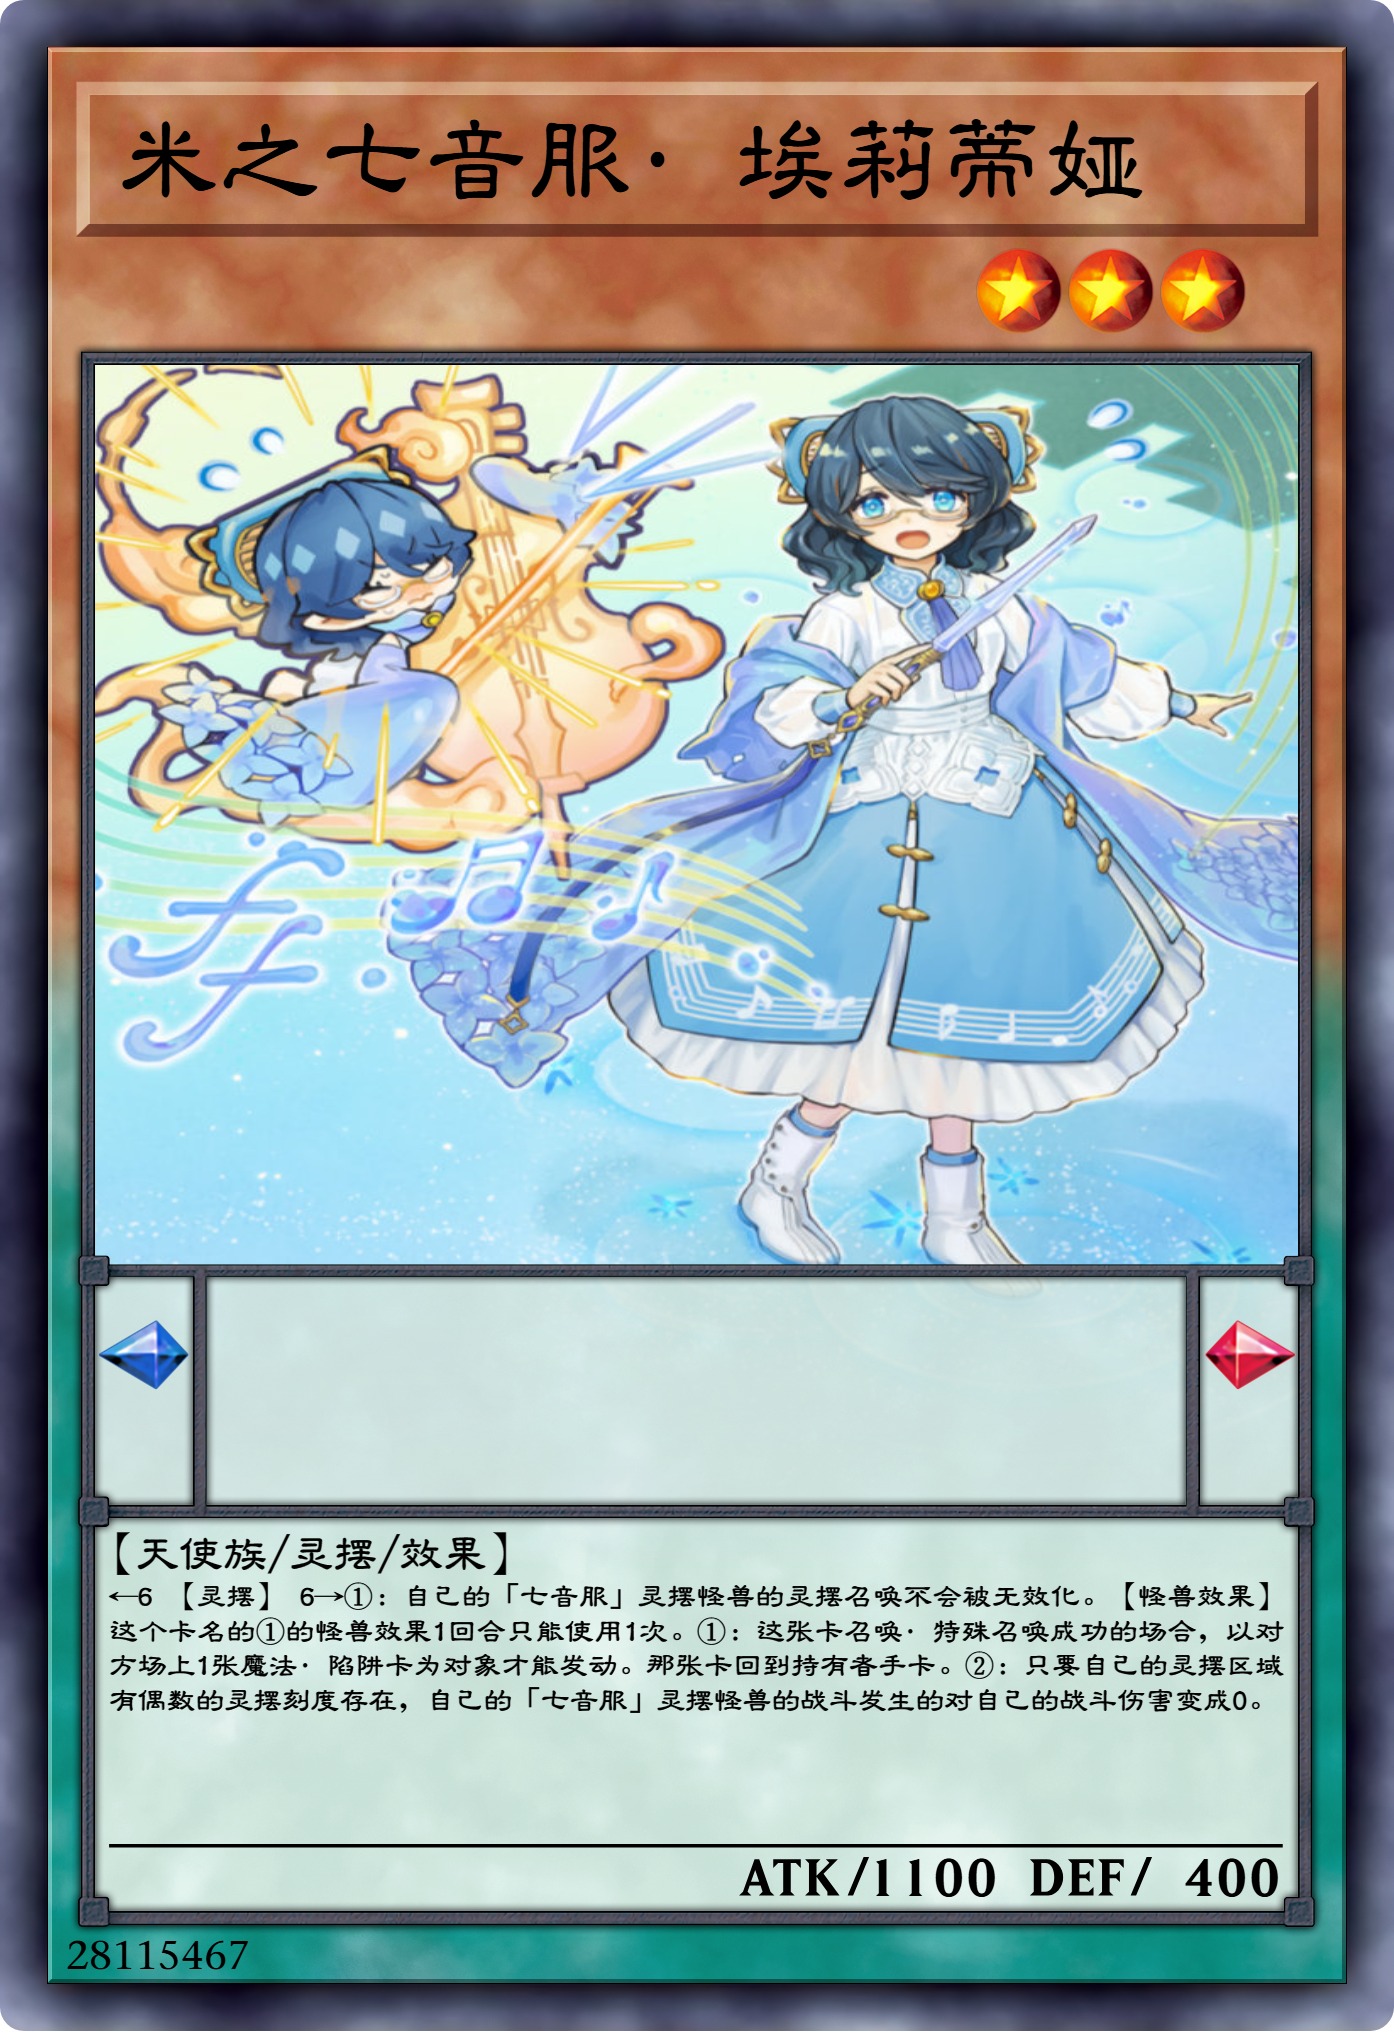 米之七音服·埃莉蒂娅
【天使族/灵摆/效果】
←6 【灵摆】 6→①：自己的「七音服」灵摆怪兽的灵摆召唤不会被无效化。【怪兽效果】
这个卡名的①的怪兽效果1回合只能使用1次。①：这张卡召唤·特殊召唤成功的场合，以对
方场上1张魔法·陷阱卡为对象才能发动。那张卡回到持有者手卡。②：只要自己的灵摆区域
有偶数的灵摆刻度存在，自己的「七音服」灵摆怪兽的战斗发生的对自己的战斗伤害变成0。
ATK/1100 DEF/ 400
28115467